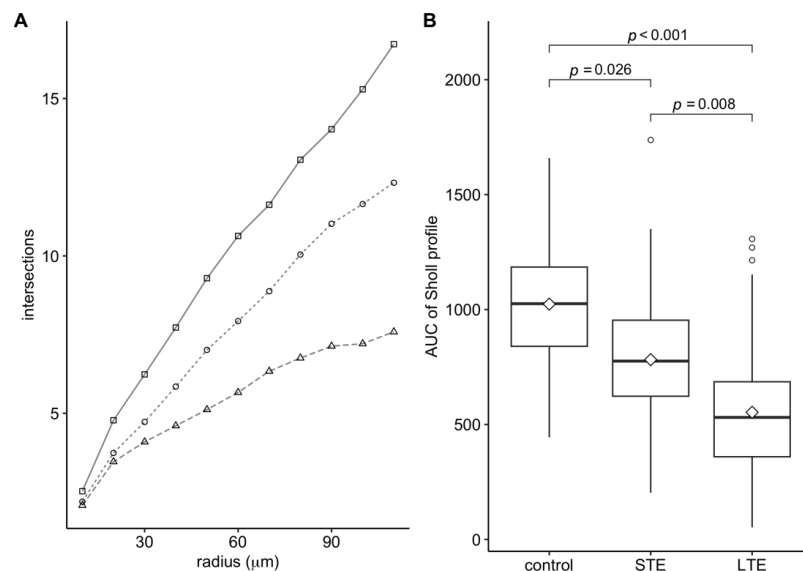 A
15
10
5
intersections
30
60
90
radius (μm)
B
2000
1500
1000
500
0
AUC of Sholl profile
p < 0.001
p = 0.026
p = 0.008
control
STE
LTE